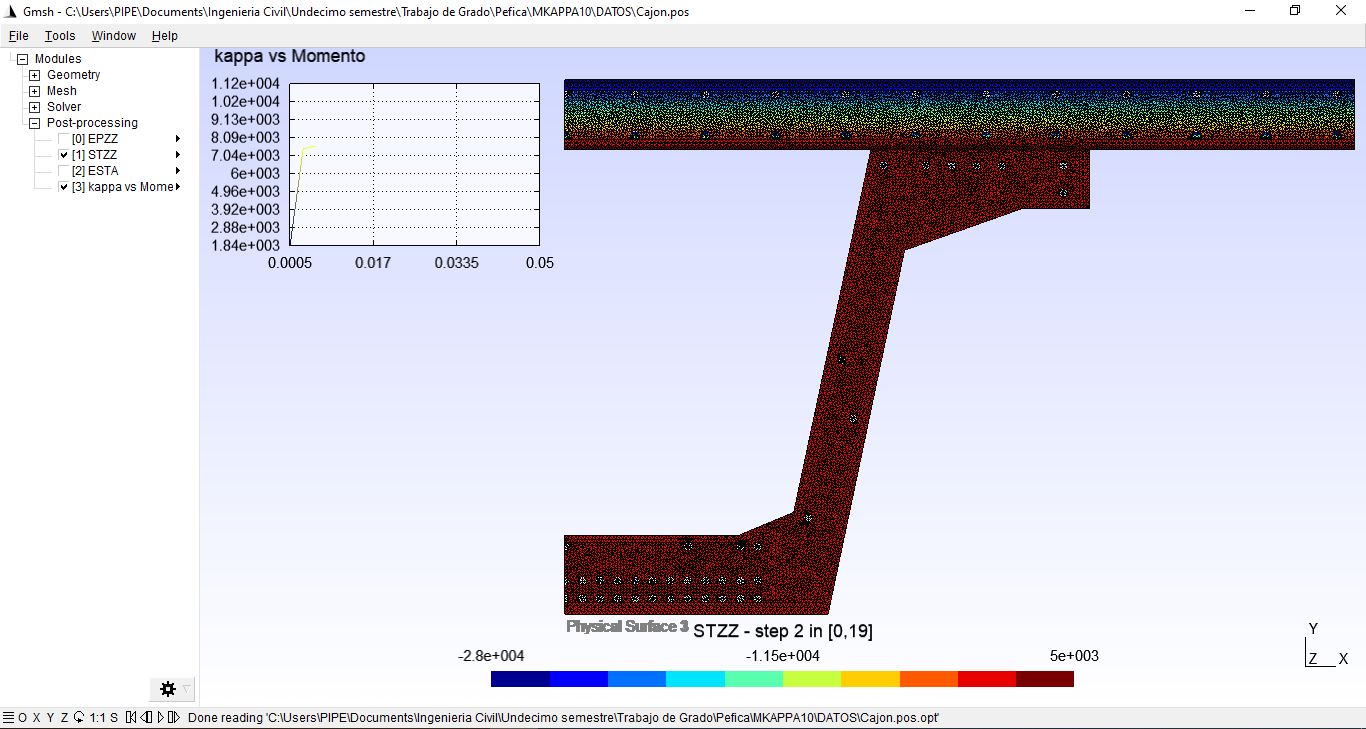 Gmsh - C:\Users\PIPE\Documents\Ingenieria Civil\Undecimo semestre\Trabajo de Grado\Pefica\MKAPPA10\DATOS\Cajon.pos
File Tools Window Help
Modules
Geometry
Mesh
Solver
Post-processing
[0] EPZZ
[1] STZZ
[2] ESTA
[3] kappa vs Mome
kappa vs Momento
1.12e+004
1.02e+004
9.13e+003
8.09e+003
7.04e+003
6e+003
4.96e+003
3.92e+003
2.88e+003
1.84e+003
0.0005 0.017 0.0335 0.05
Physical Surface 3
STZZ - step 2 in [0,19]
-2.8e+004 -1.15e+004 5e+003
Y
Z X
O X Y Z 1:1 S Done reading 'C:\Users\PIPE\Documents\Ingenieria Civil\Undecimo semestre\Trabajo de Grado\Pefica\MKAPPA10\DATOS\Cajon.pos.opt'